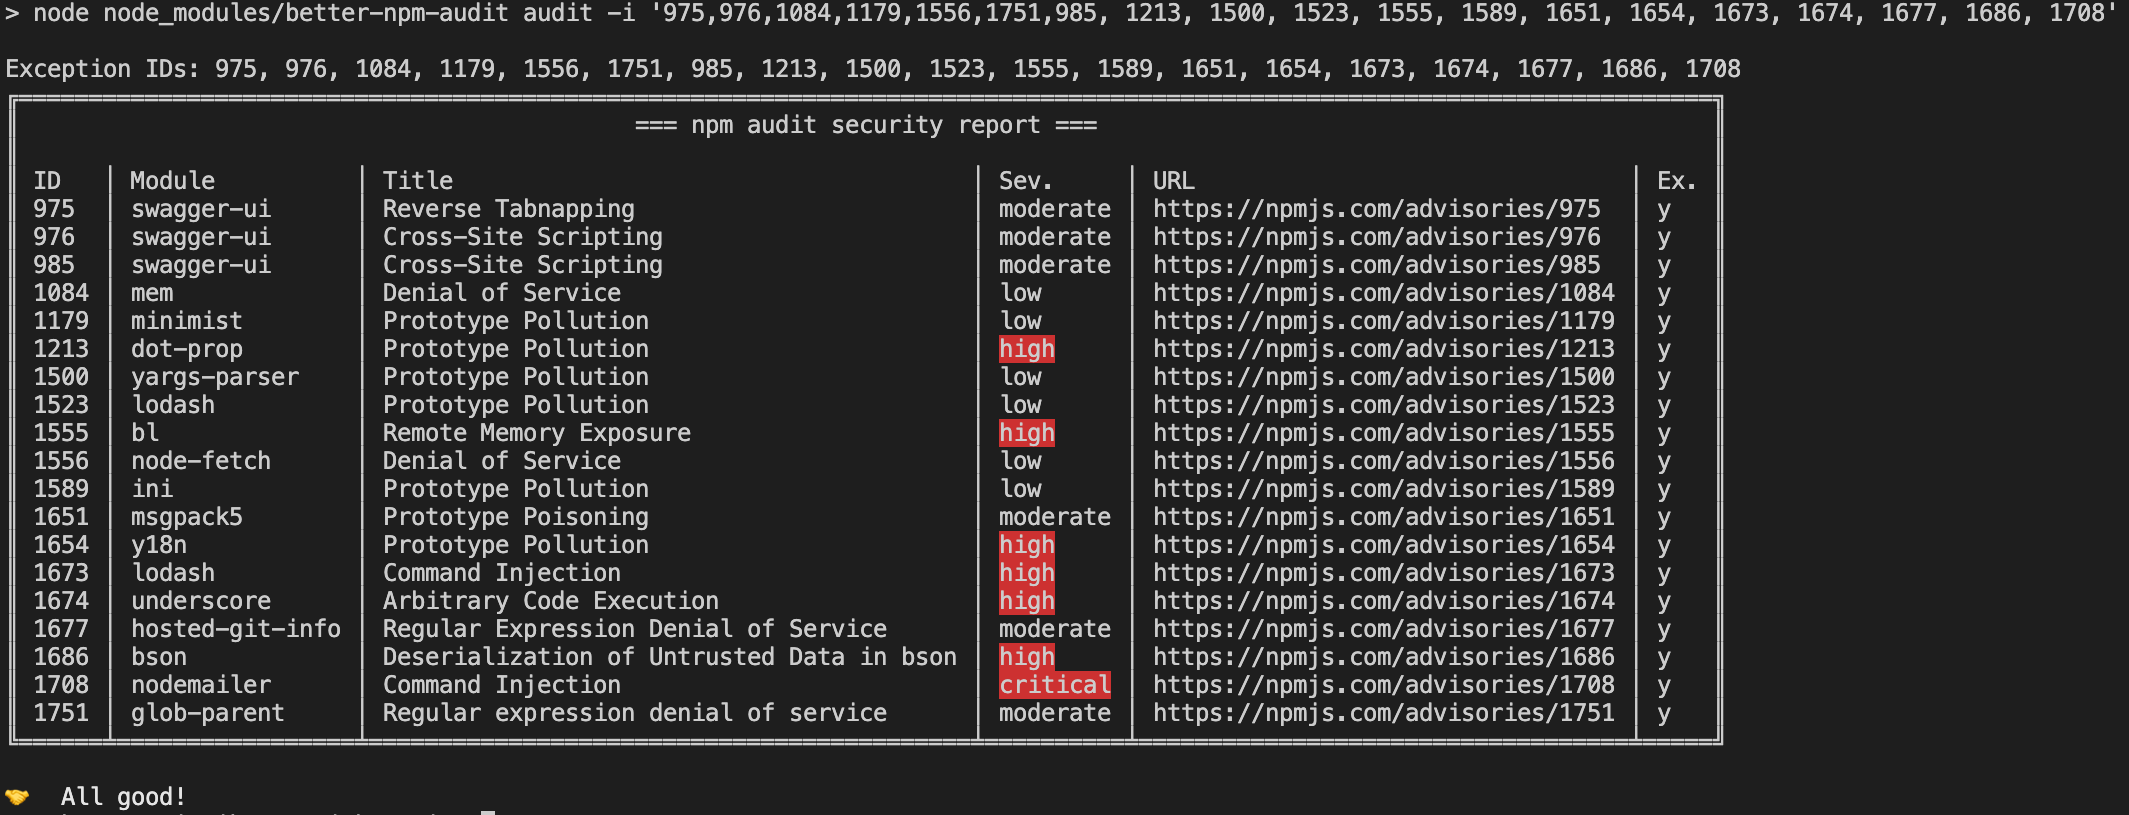 > node node_modules/better-npm-audit audit -i '975,976,1084,1179,1556,1751,985, 1213, 1500, 1523, 1555, 1589, 1651, 1654, 1673, 1674, 1677, 1686, 1708'
Exception IDs: 975, 976, 1084, 1179, 1556, 1751, 985, 1213, 1500, 1523, 1555, 1589, 1651, 1654, 1673, 1674, 1677, 1686, 1708
=== npm audit security report ===
ID Module Title Sev. URL Ex.
975 swagger-ui Reverse Tabnapping moderate https://npmjs.com/advisories/975 y
976 swagger-ui Cross-Site Scripting moderate https://npmjs.com/advisories/976 y
985 swagger-ui Cross-Site Scripting moderate https://npmjs.com/advisories/985 y
1084 mem Denial of Service low https://npmjs.com/advisories/1084 y
1179 minimist Prototype Pollution low https://npmjs.com/advisories/1179 y
1213 dot-prop Prototype Pollution high https://npmjs.com/advisories/1213 y
1500 yargs-parser Prototype Pollution low https://npmjs.com/advisories/1500 y
1523 lodash Prototype Pollution low https://npmjs.com/advisories/1523 y
1555 bl Remote Memory Exposure high https://npmjs.com/advisories/1555 y
1556 node-fetch Denial of Service low https://npmjs.com/advisories/1556 y
1589 ini Prototype Pollution low https://npmjs.com/advisories/1589 y
1651 msgpack5 Prototype Poisoning moderate https://npmjs.com/advisories/1651 y
1654 y18n Prototype Pollution high https://npmjs.com/advisories/1654 y
1673 lodash Command Injection high https://npmjs.com/advisories/1673 y
1674 underscore Arbitrary Code Execution high https://npmjs.com/advisories/1674 y
1677 hosted-git-info Regular Expression Denial of Service moderate https://npmjs.com/advisories/1677 y
1686 bson Deserialization of Untrusted Data in bson high https://npmjs.com/advisories/1686 y
1708 nodemailer Command Injection critical https://npmjs.com/advisories/1708 y
1751 glob-parent Regular expression denial of service moderate https://npmjs.com/advisories/1751 y
🤝 All good!